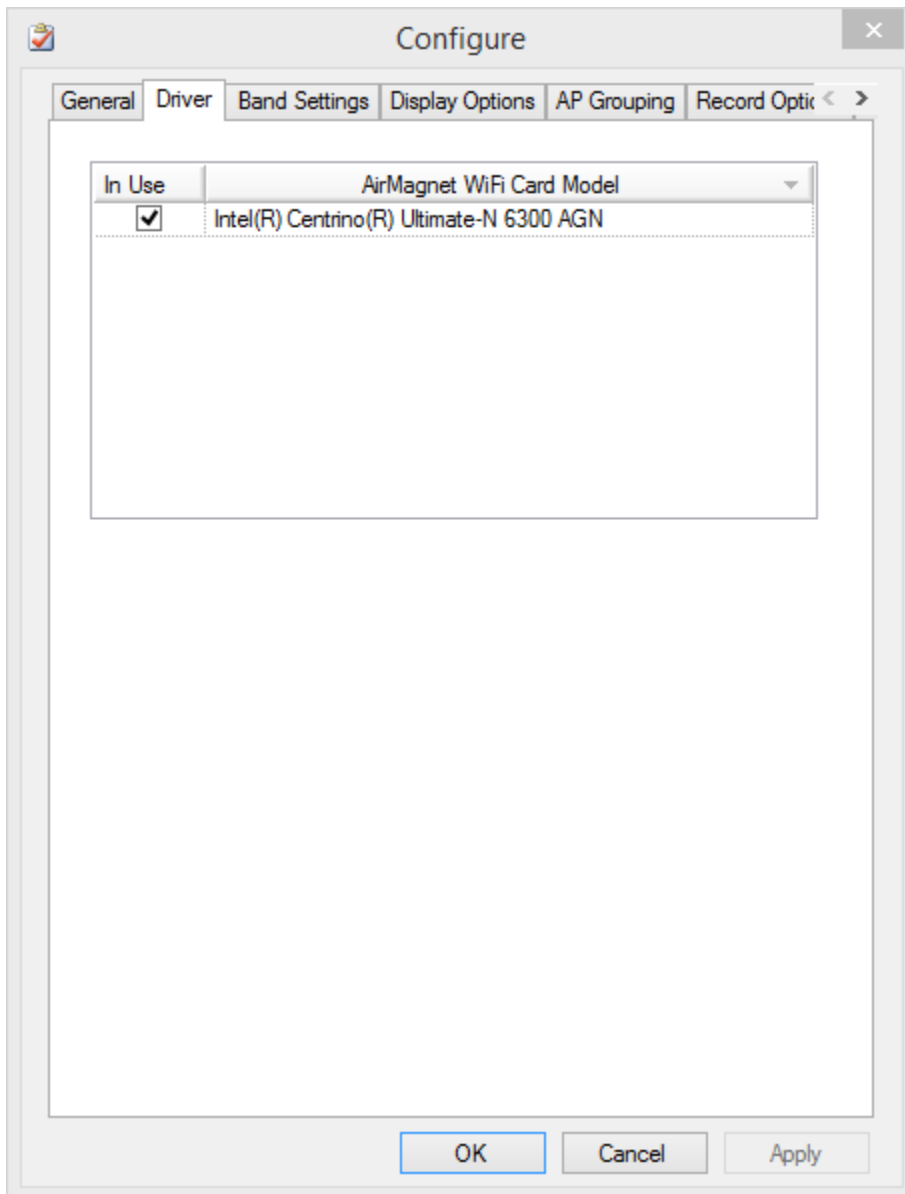 Configure
General Driver Band Settings Display Options AP Grouping Record Optic
In Use AirMagnet WiFi Card Model
Intel(R) Centrino(R) Ultimate-N 6300 AGN
OK Cancel Apply